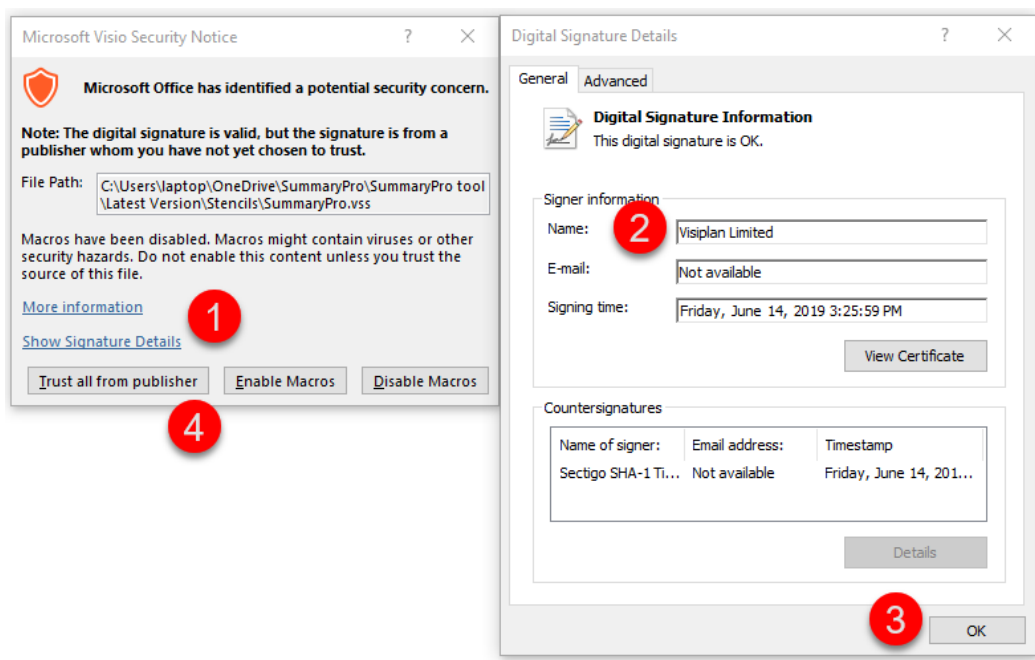 Microsoft Visio Security Notice ?
Microsoft Office has identified a potential security concern.
Note: The digital signature is valid, but the signature is from a
publisher whom you have not yet chosen to trust.
File Path:
C:\Users\laptop\OneDrive\SummaryPro\SummaryPro tool
\Latest Version\Stencils\SummaryPro.vss
Macros have been disabled. Macros might contain viruses or other
security hazards. Do not enable this content unless you trust the
source of this file.
More information
1
Show Signature Details
Trust all from publisher Enable Macros Disable Macros
4
Digital Signature Details ?
General Advanced
Digital Signature Information
This digital signature is OK.
Signer information
Name: 2 Visiplan Limited
E-mail: Not available
Signing time: Friday, June 14, 2019 3:25:59 PM
View Certificate
Countersignatures
Name of signer: Email address: Timestamp
Sectigo SHA-1 Ti... Not available Friday, June 14, 201...
Details
3 OK